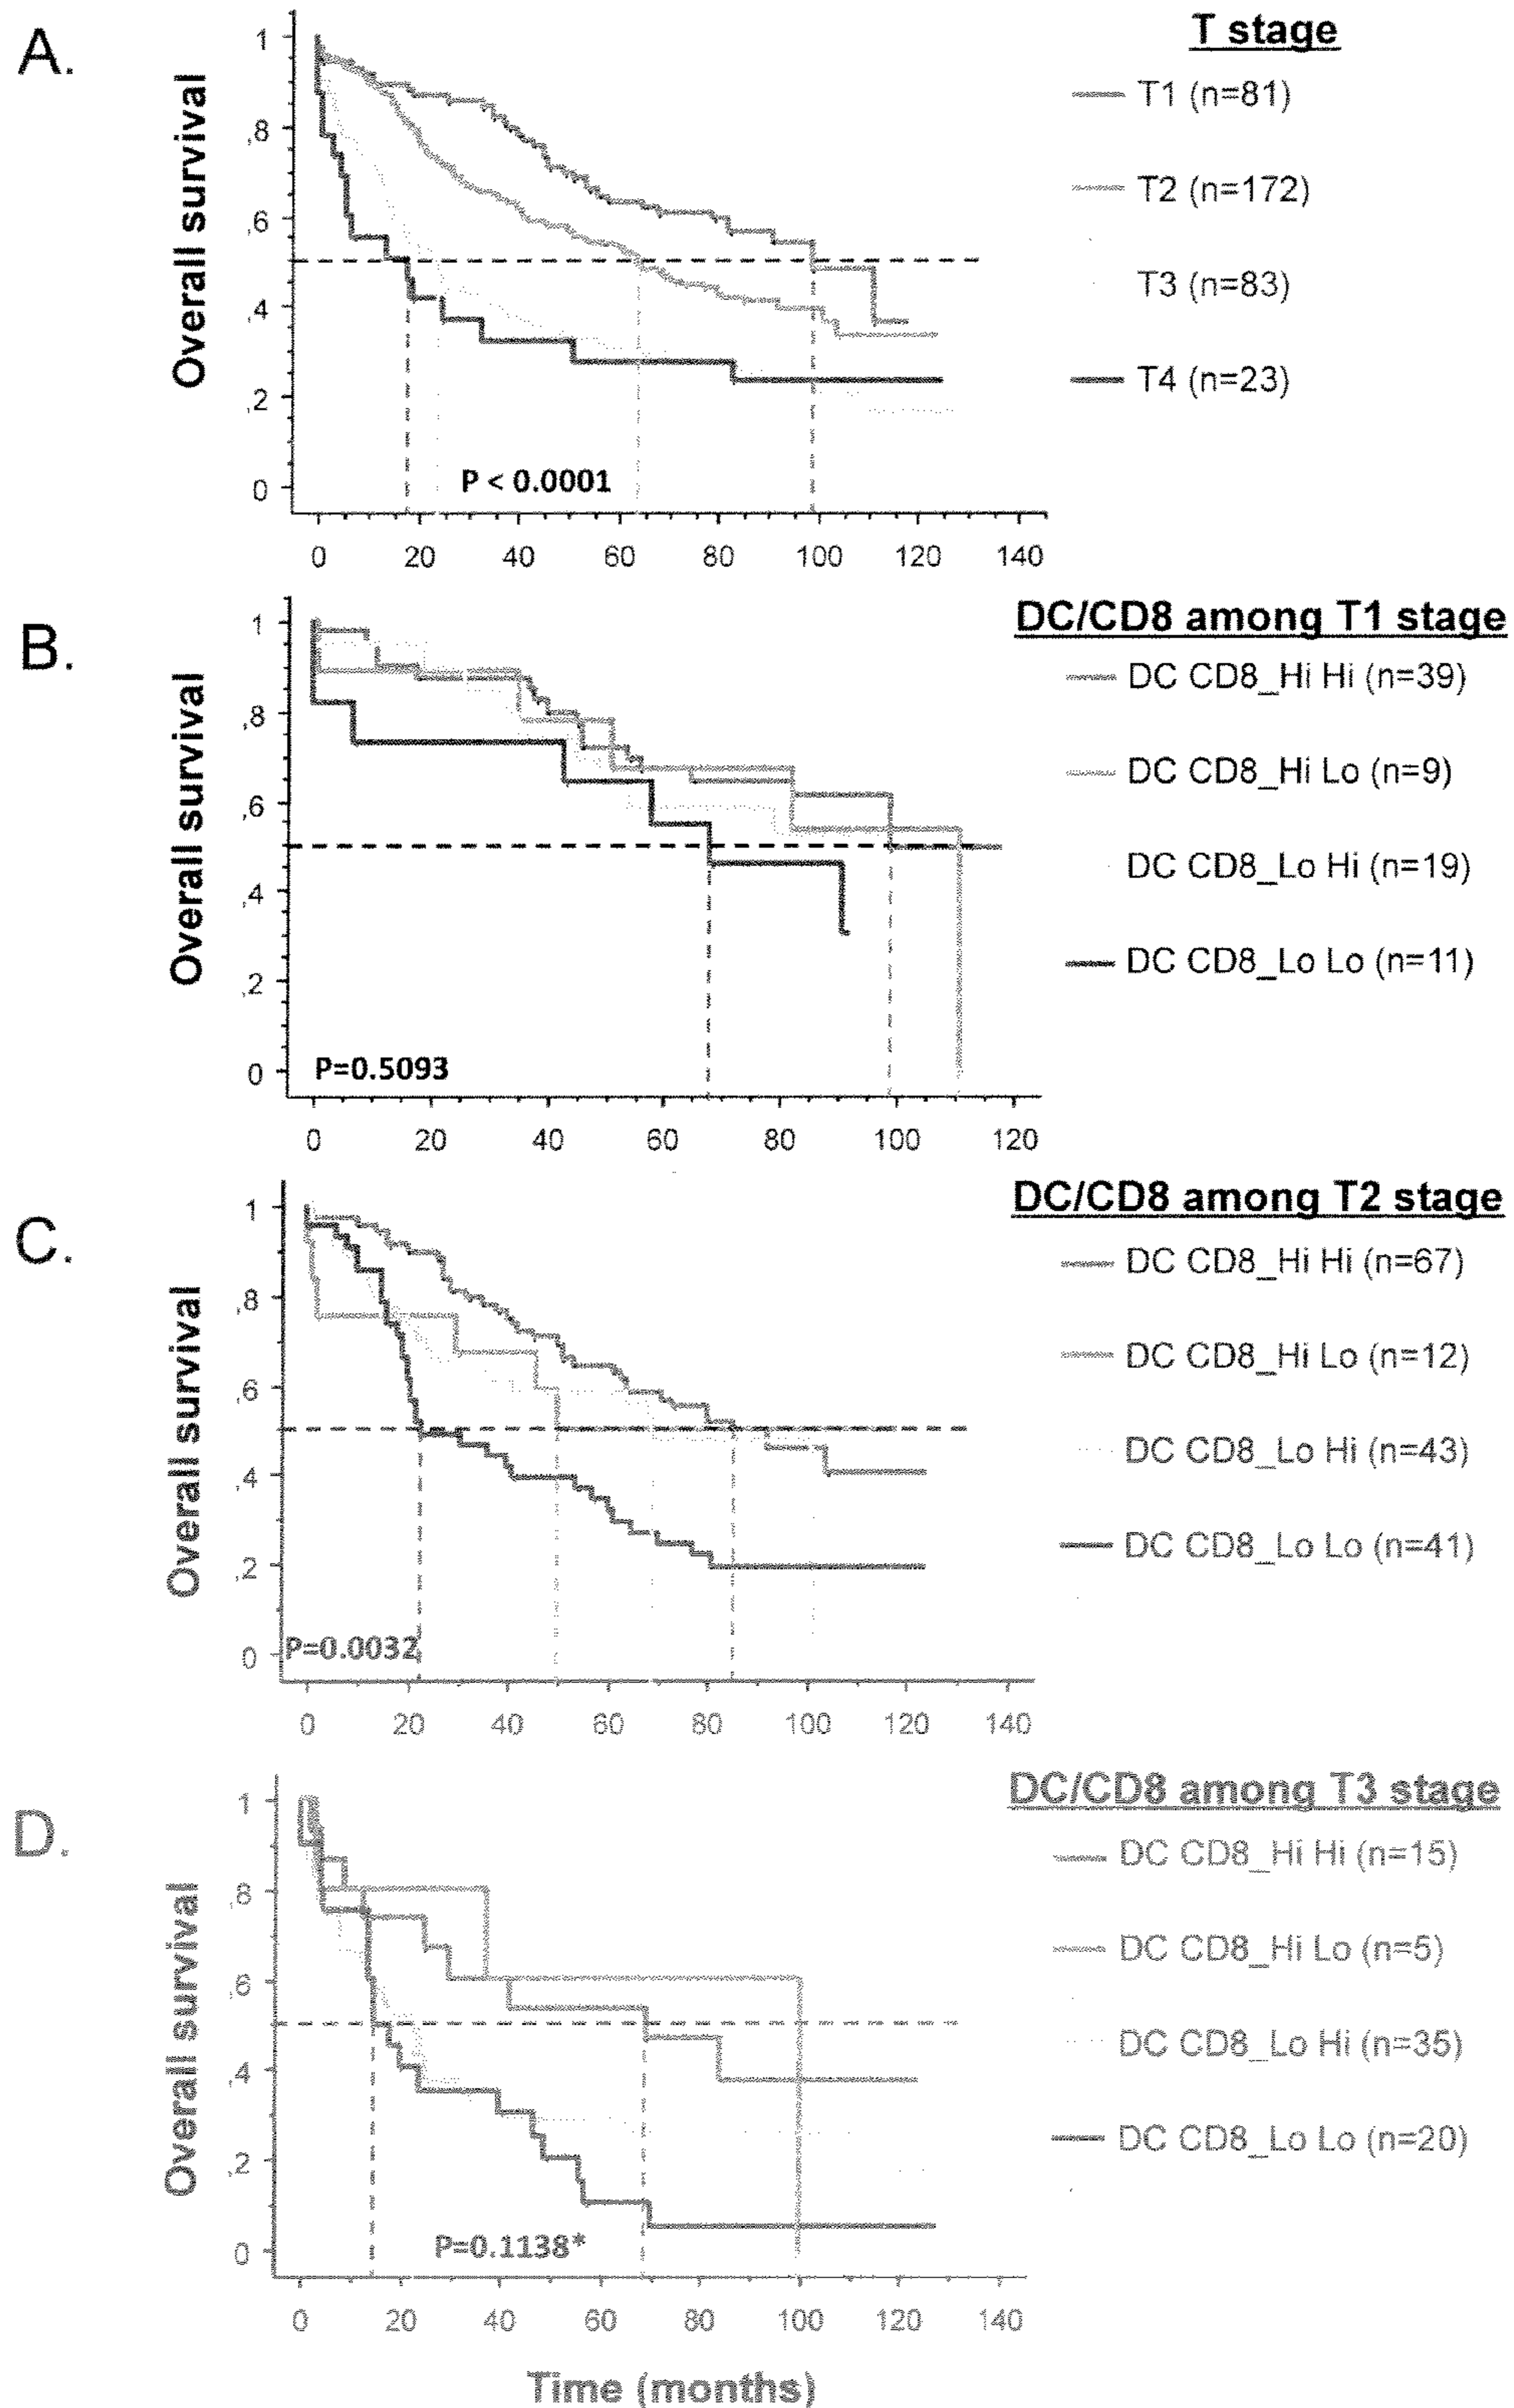 A.
T stage
T1 (n=81)
T2 (n=172)
T3 (n=83)
T4 (n=23)
Overall survival
1
,8
,6
,4
,2
0
P < 0.0001
0 20 40 60 80 100 120 140
B.
DC/CD8 among T1 stage
DC CD8_Hi Hi (n=39)
DC CD8_Hi Lo (n=9)
DC CD8_Lo Hi (n=19)
DC CD8_Lo Lo (n=11)
Overall survival
1
,8
,6
,4
,2
0
P=0.5093
0 20 40 60 80 100 120
C.
DC/CD8 among T2 stage
DC CD8_Hi Hi (n=67)
DC CD8_Hi Lo (n=12)
DC CD8_Lo Hi (n=43)
DC CD8_Lo Lo (n=41)
Overall survival
1
,8
,6
,4
,2
0
P=0.0032
0 20 40 60 80 100 120 140
D.
DC/CD8 among T3 stage
DC CD8_Hi Hi (n=15)
DC CD8_Hi Lo (n=5)
DC CD8_Lo Hi (n=35)
DC CD8_Lo Lo (n=20)
Overall survival
1
,8
,6
,4
,2
0
P=0.1138*
0 20 40 60 80 100 120 140
Time (months)